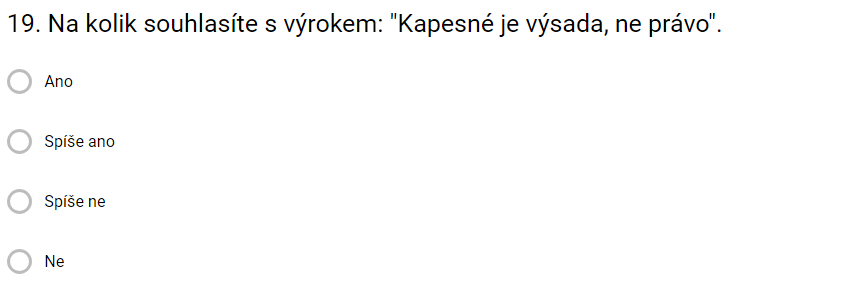 19. Na kolik souhlasíte s výrokem: "Kapesné je výsada, ne právo".
Ano
Spíše ano
Spíše ne
Ne